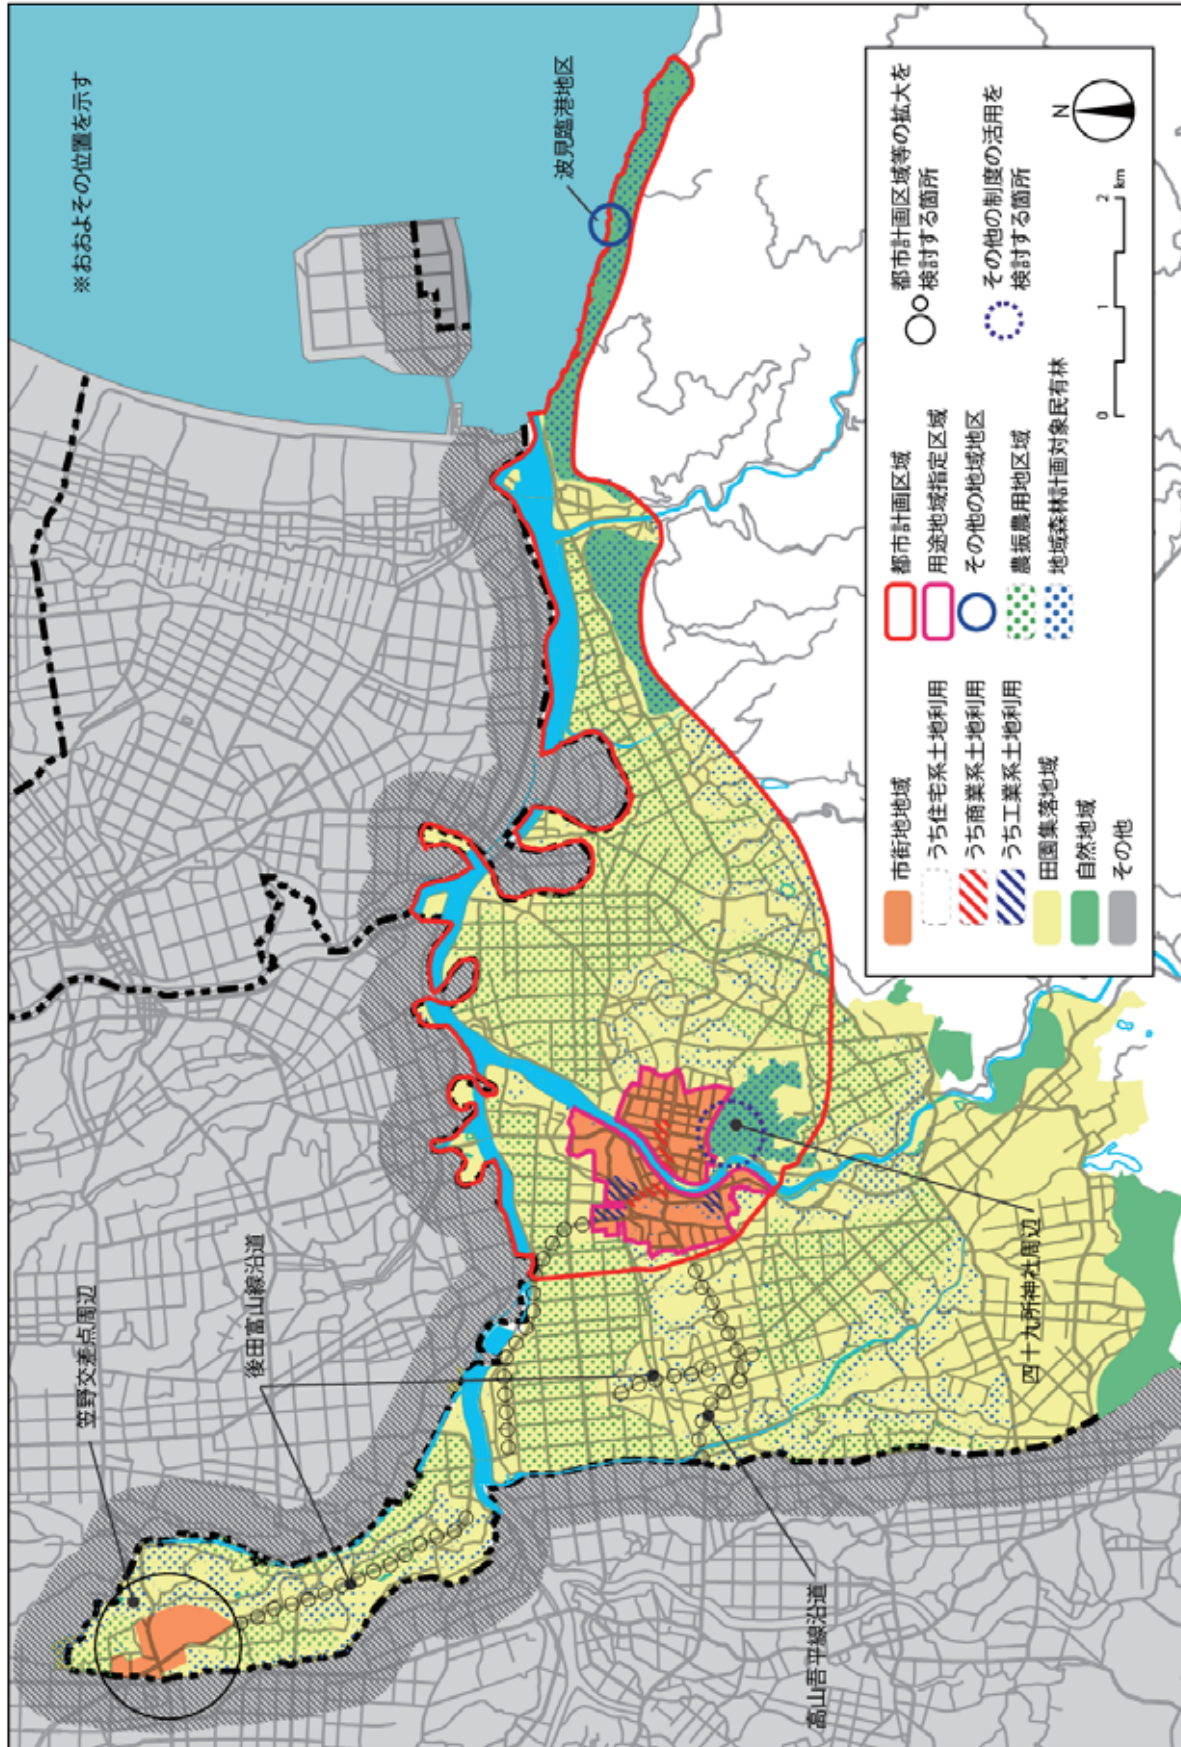 ※おおよその位置を示す
笠野交差点周辺
後田富山線沿道
波見臨港地区
高山吾平線沿道
四十九所神社周辺
市街地地域
うち住宅系土地利用
うち商業系土地利用
うち工業系土地利用
田園集落地域
自然地域
その他
都市計画区域
用途地域指定区域
その他の地域地区
農振農用地区域
地域森林計画対象民有林
都市計画区域等の拡大を
検討する箇所
その他の制度の活用を
検討する箇所
N
0 1 2
km